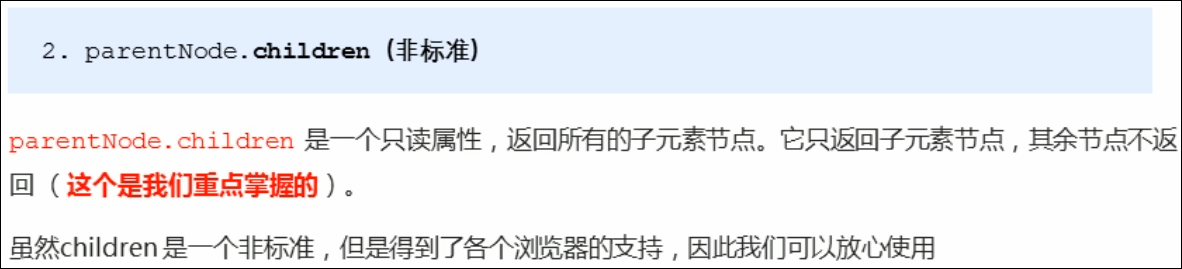 2. parentNode.children（非标准）
parentNode.children 是一个只读属性，返回所有的子元素节点。它只返回子元素节点，其余节点不返
回 （这个是我们重点掌握的）。
虽然children 是一个非标准，但是得到了各个浏览器的支持，因此我们可以放心使用